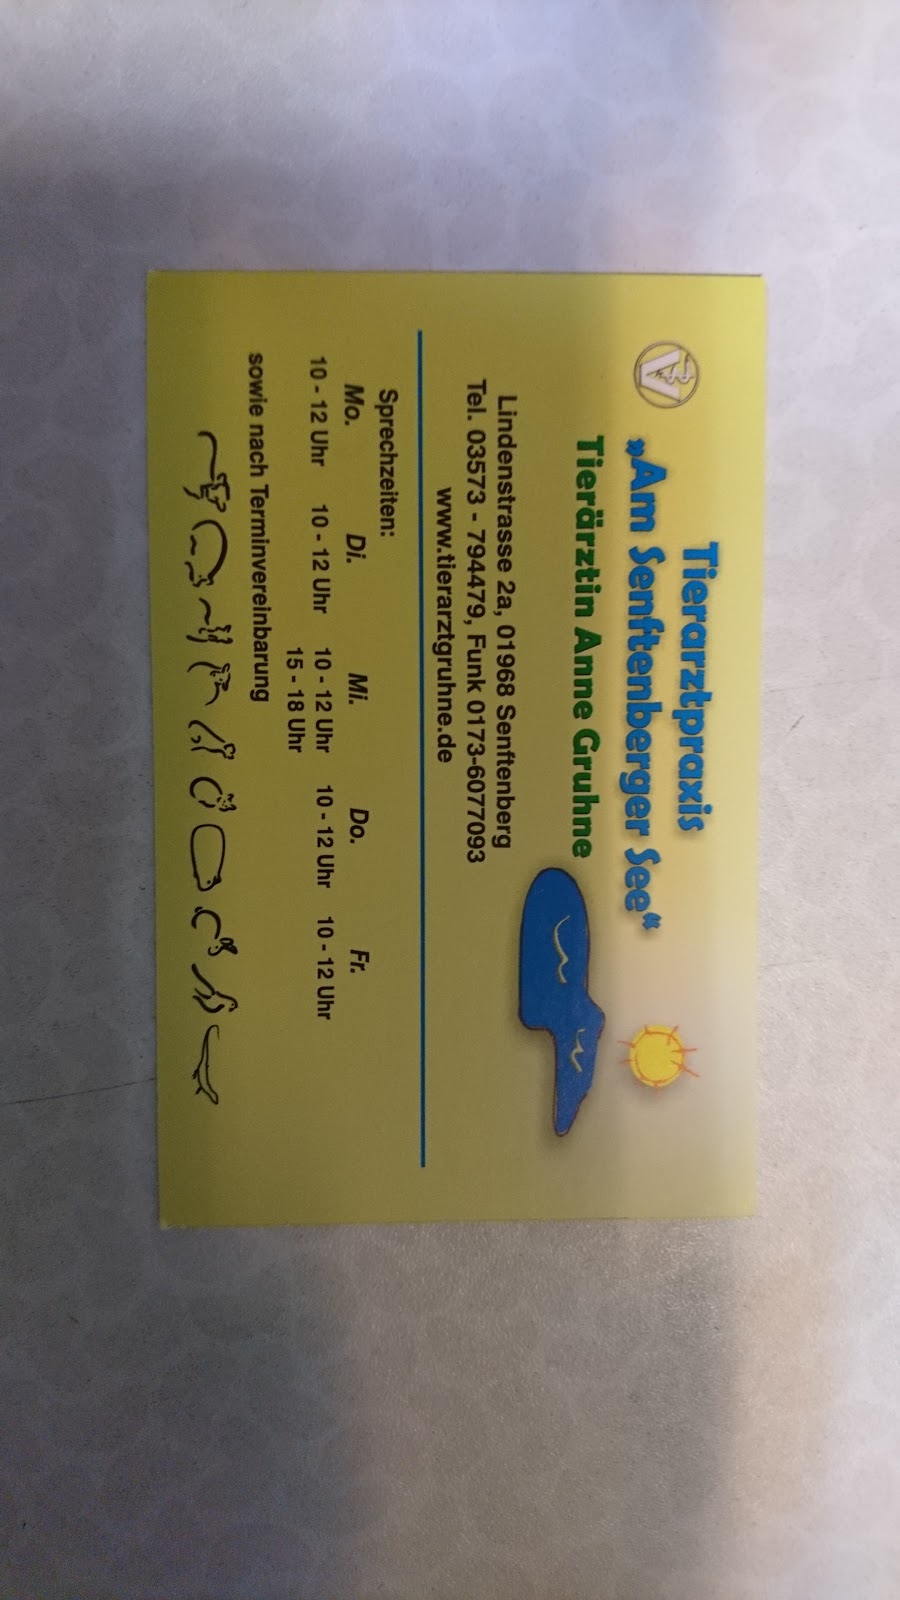 Tierarztpraxis
„Am Senftenberger See“
Tierärztin Anne Gruhne
Lindenstrasse 2a, 01968 Senftenberg
Tel. 03573 - 794479, Funk 0173-6077093
www.tierarztgruhne.de
Sprechzeiten:
Mo. Di. Mi. Do. Fr.
10 - 12 Uhr 10 - 12 Uhr 10 - 12 Uhr 10 - 12 Uhr 10 - 12 Uhr
15 - 18 Uhr
sowie nach Terminvereinbarung